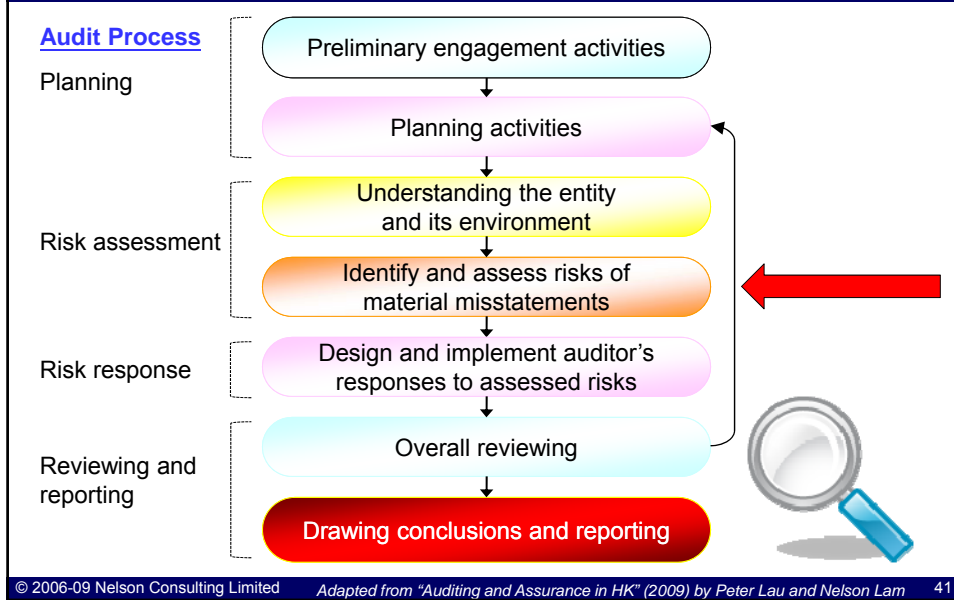 Audit Process
Planning
Preliminary engagement activities
Planning activities
Risk assessment
Understanding the entity
and its environment
Identify and assess risks of
material misstatements
Risk response
Design and implement auditor's
responses to assessed risks
Reviewing and
reporting
Overall reviewing
Drawing conclusions and reporting
© 2006-09 Nelson Consulting Limited
Adapted from “Auditing and Assurance in HK” (2009) by Peter Lau and Nelson Lam
41